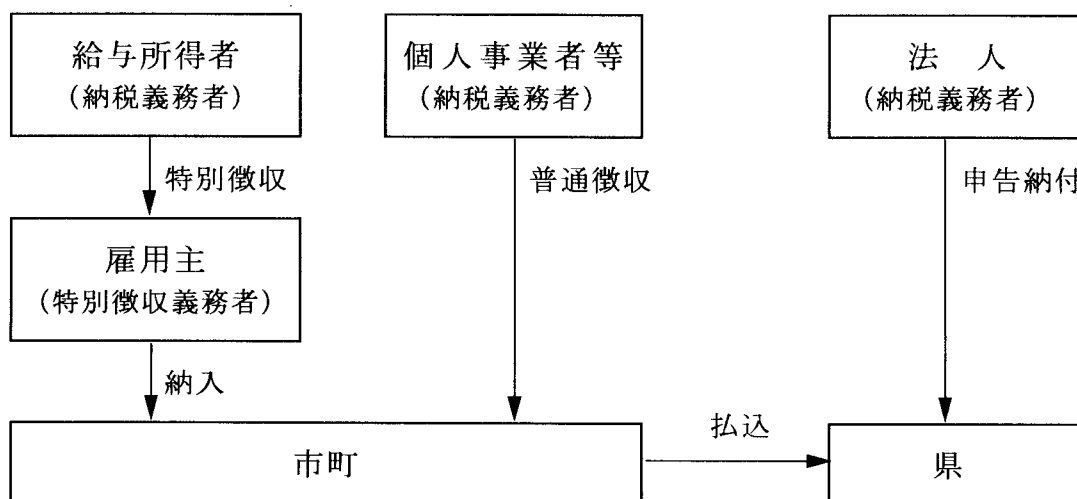 給与所得者
(納税義務者)
個人事業者等
(納税義務者)
法 人
(納税義務者)
特別徴収
普通徴収
申告納付
雇用主
(特別徴収義務者)
納入
払込
市町
県